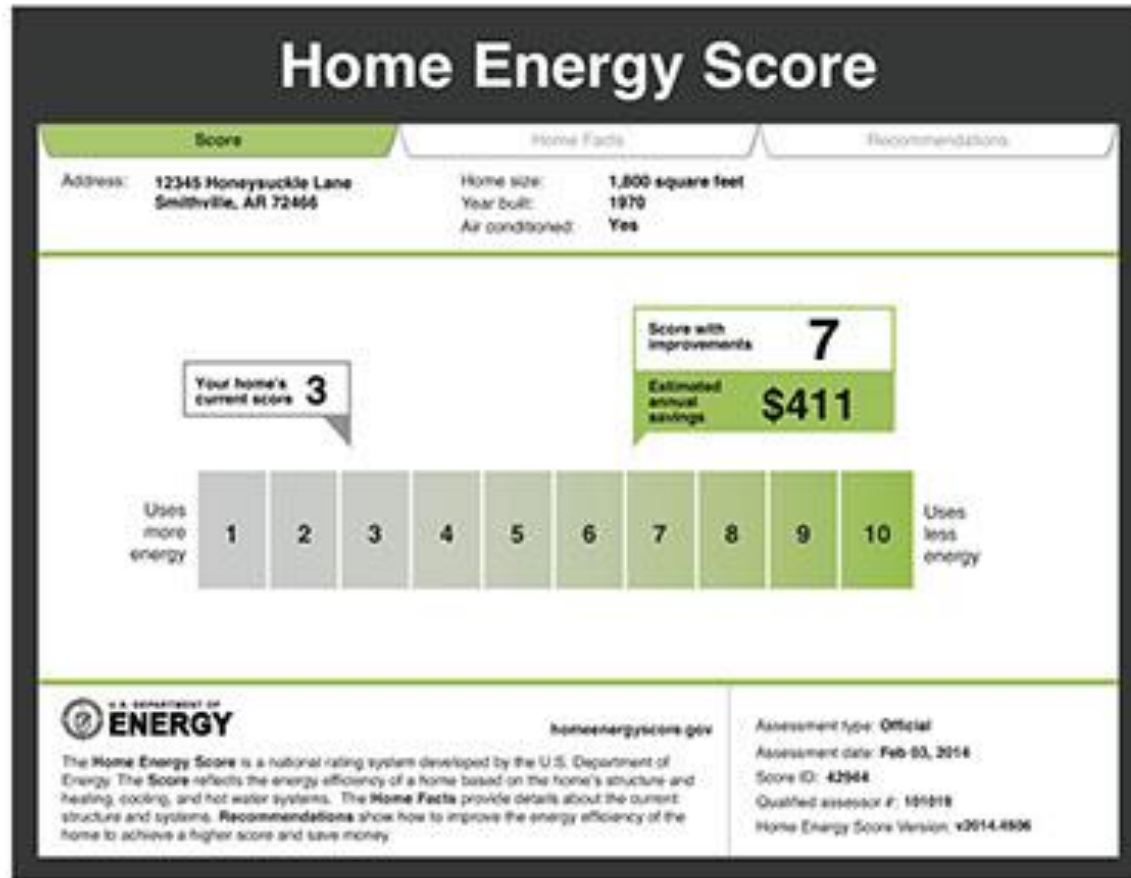 Home Energy Score
Score
Home Facts
Recommendations
Address: 12345 Honeysuckle Lane
Smithville, AR 72466
Home size: 1,800 square feet
Year built: 1970
Air conditioned: Yes
Your home's
current score 3
Score with
improvements 7
Estimated
annual
savings $411
Uses
more
energy
1 2 3 4 5 6 7 8 9 10
Uses
less
energy
U.S. DEPARTMENT OF
ENERGY
homeenergyscore.gov
The Home Energy Score is a national rating system developed by the U.S. Department of
Energy. The Score reflects the energy efficiency of a home based on the home's structure and
heating, cooling, and hot water systems. The Home Facts provide details about the current
structure and systems. Recommendations show how to improve the energy efficiency of the
home to achieve a higher score and save money.
Assessment type: Official
Assessment date: Feb 03, 2014
Score ID: 42944
Qualified assessor #: 101019
Home Energy Score Version: v2014.4506